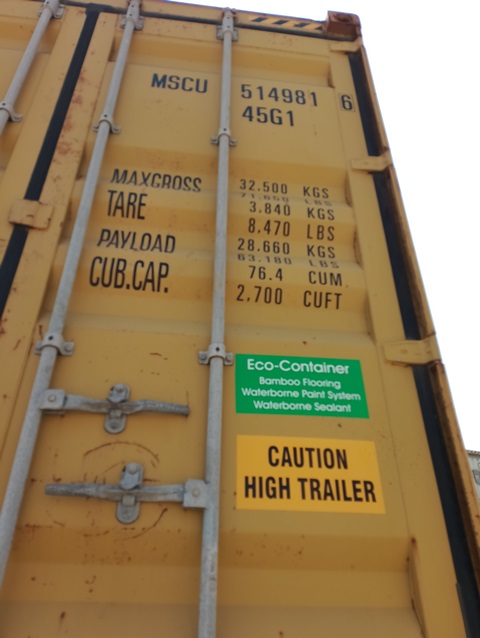 MSCU 514981 6
45G1
MAXGROSS 32.500 KGS
71.650 LBS
TARE 3.840 KGS
8.470 LBS
PAYLOAD 28.660 KGS
63.180 LBS
CUB.CAP. 76.4 CUM.
2.700 CUFT
Eco-Container
Bamboo Flooring
Waterborne Paint System
Waterborne Sealant
CAUTION
HIGH TRAILER